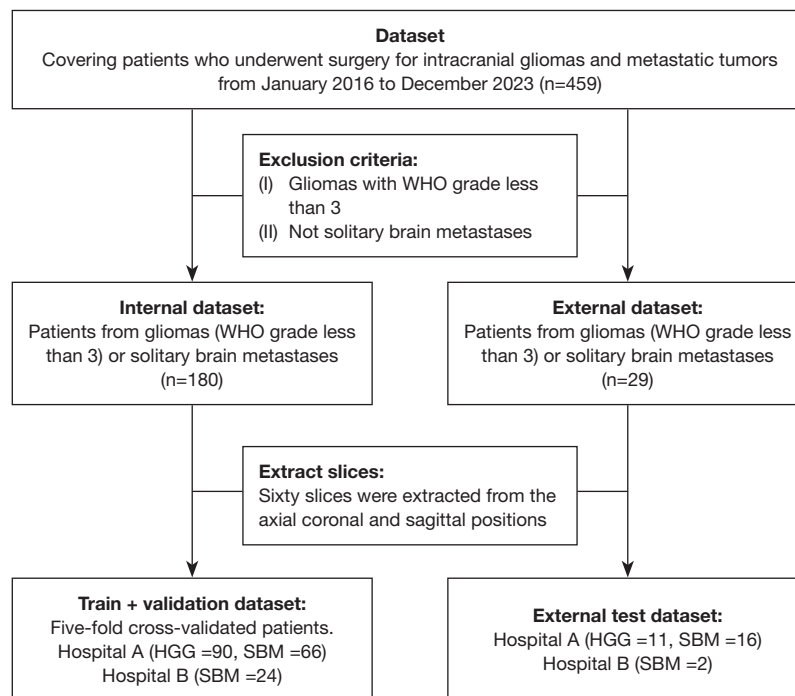 Dataset
Covering patients who underwent surgery for intracranial gliomas and metastatic tumors
from January 2016 to December 2023 (n=459)
Exclusion criteria:
(I) Gliomas with WHO grade less
than 3
(II) Not solitary brain metastases
Internal dataset:
Patients from gliomas (WHO grade less
than 3) or solitary brain metastases
(n=180)
External dataset:
Patients from gliomas (WHO grade less
than 3) or solitary brain metastases
(n=29)
Extract slices:
Sixty slices were extracted from the
axial coronal and sagittal positions
Train + validation dataset:
Five-fold cross-validated patients.
Hospital A (HGG =90, SBM =66)
Hospital B (SBM =24)
External test dataset:
Hospital A (HGG =11, SBM =16)
Hospital B (SBM =2)